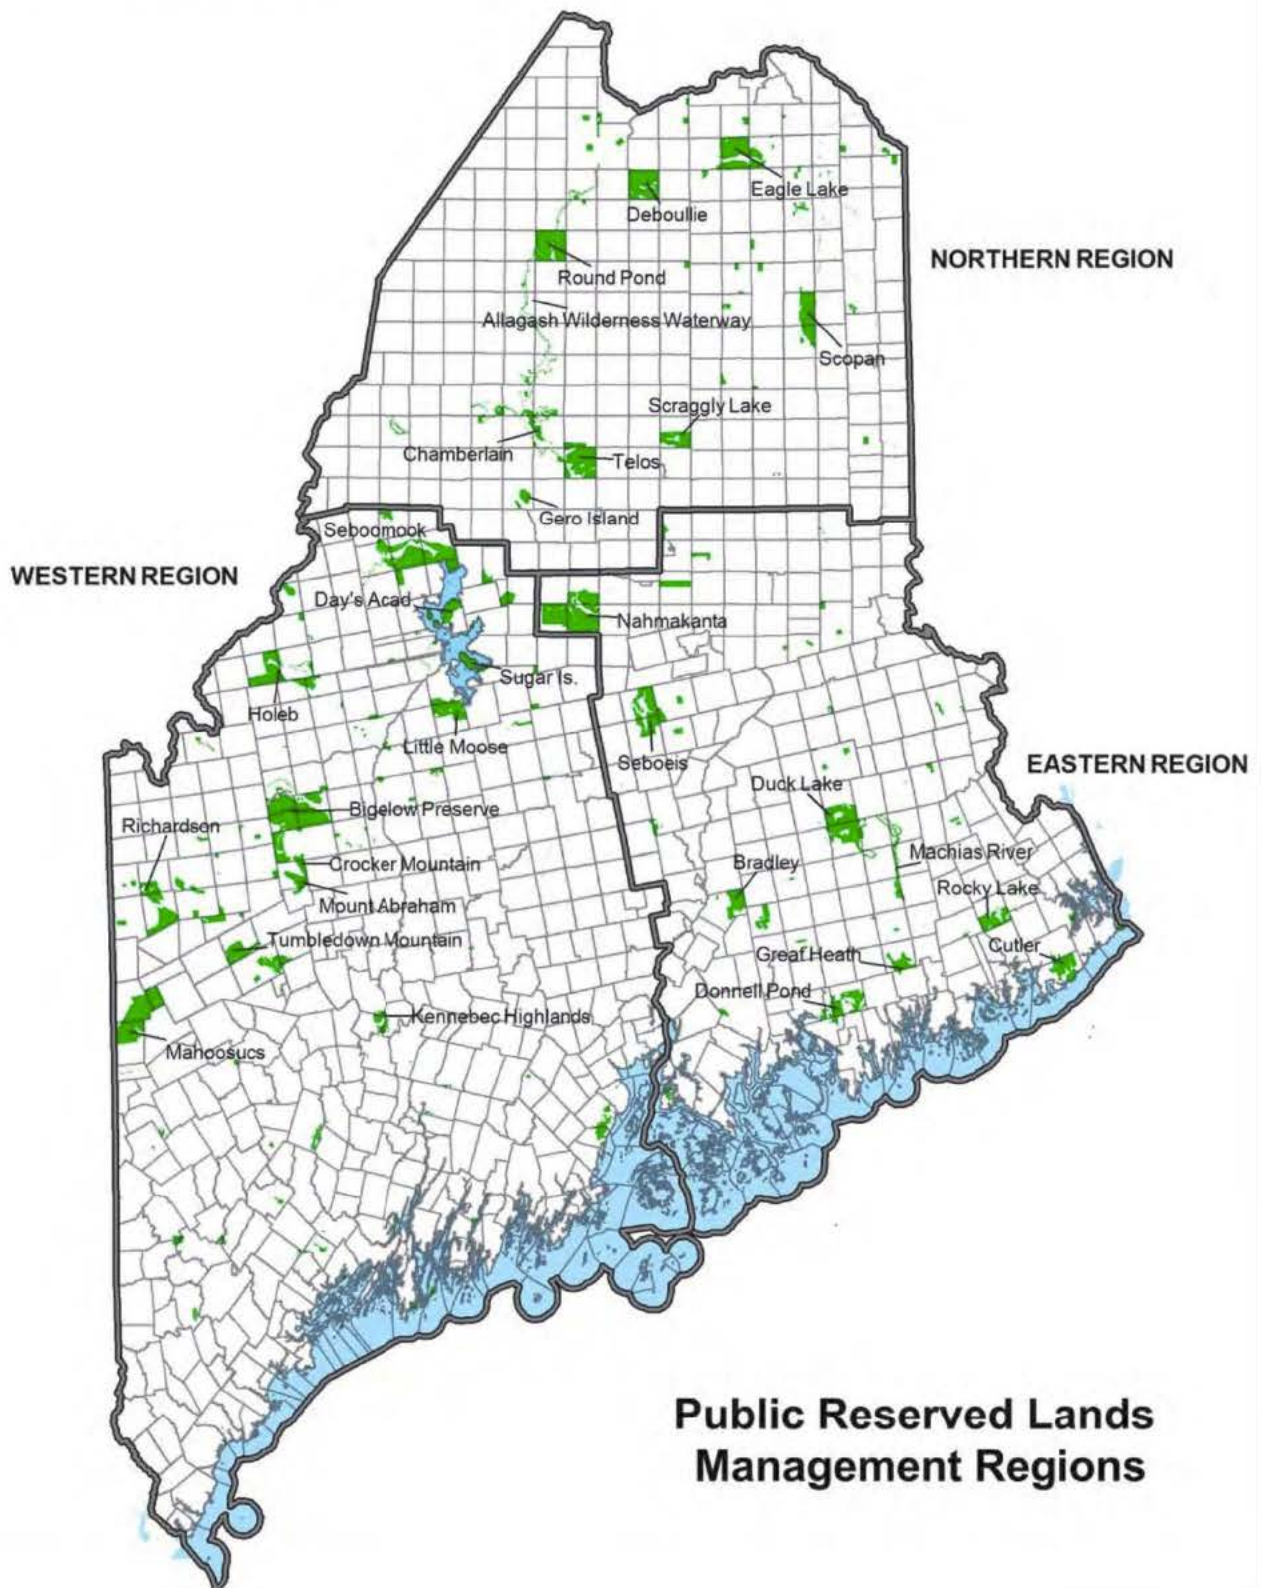 Eagle Lake
Deboullie
NORTHERN REGION
Round Pond
Allagash Wilderness Waterway
Scopan
Scraggly Lake
Chamberlain
Telos
Gero Island
Seboomook
WESTERN REGION
Day's Acad
Nahmakanta
Sugar Is.
Holeb
Little Moose
Seboeis
EASTERN REGION
Duck Lake
Bigelow Preserve
Richardson
Machias River
Bradley
Crocker Mountain
Rocky Lake
Mount Abraham
Tumbledown Mountain
Cutler
Great Heath
Donnell Pond
Kennebec Highlands
Mahoosucs
Public Reserved Lands
Management Regions